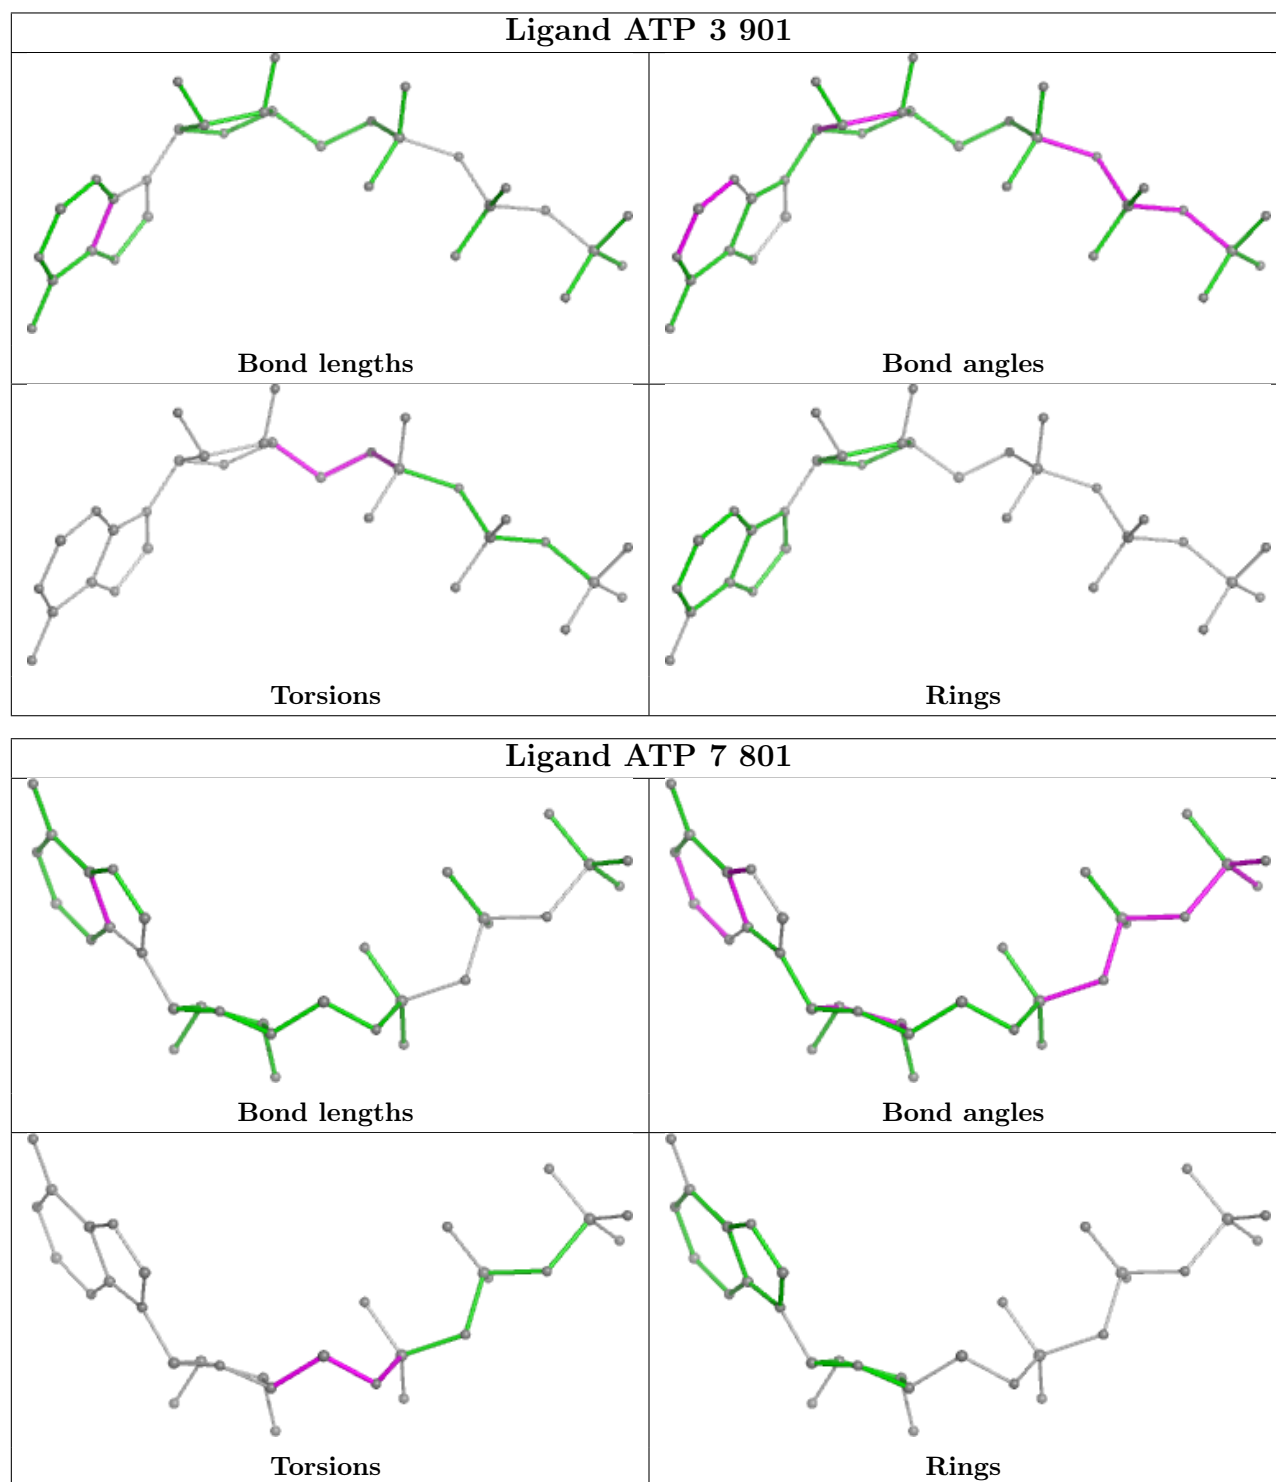 Ligand ATP 3 901
Bond lengths
Bond angles
Torsions
Rings
Ligand ATP 7 801
Bond lengths
Bond angles
Torsions
Rings